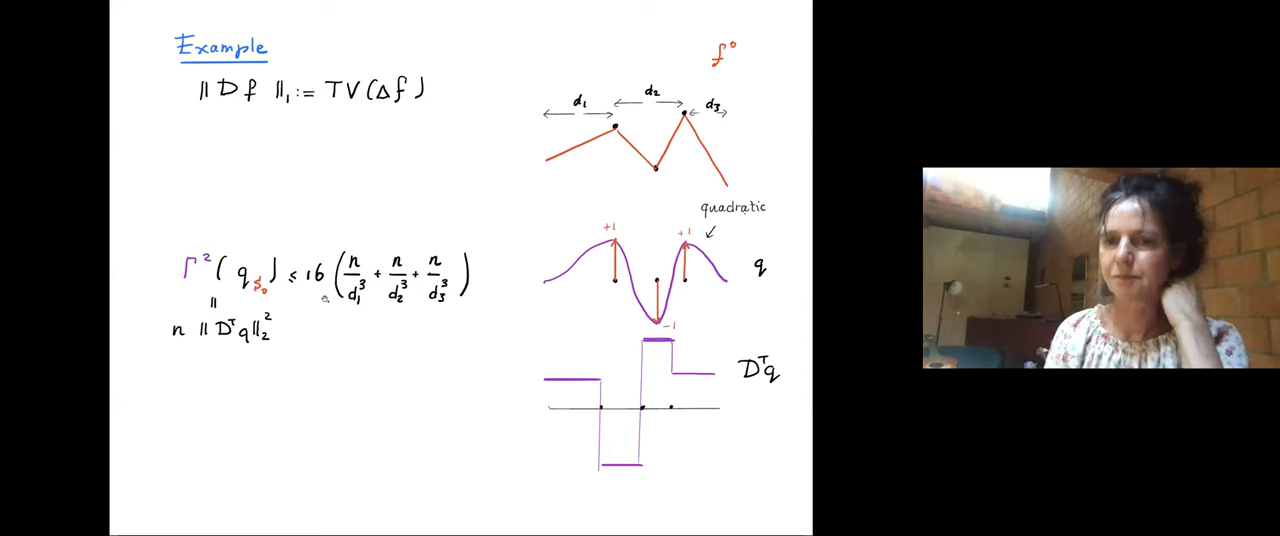 Example
‖ D f ‖₁ := TV(Δf)
f⁰
d₁ d₂ d₃
quadratic
+1 +1
q
-1
Γ² ( q_{S₀} ) ≤ 16 ( n/d₁³ + n/d₂³ + n/d₃³ )
॥
n ‖ Dᵀq ‖₂²
Dᵀq